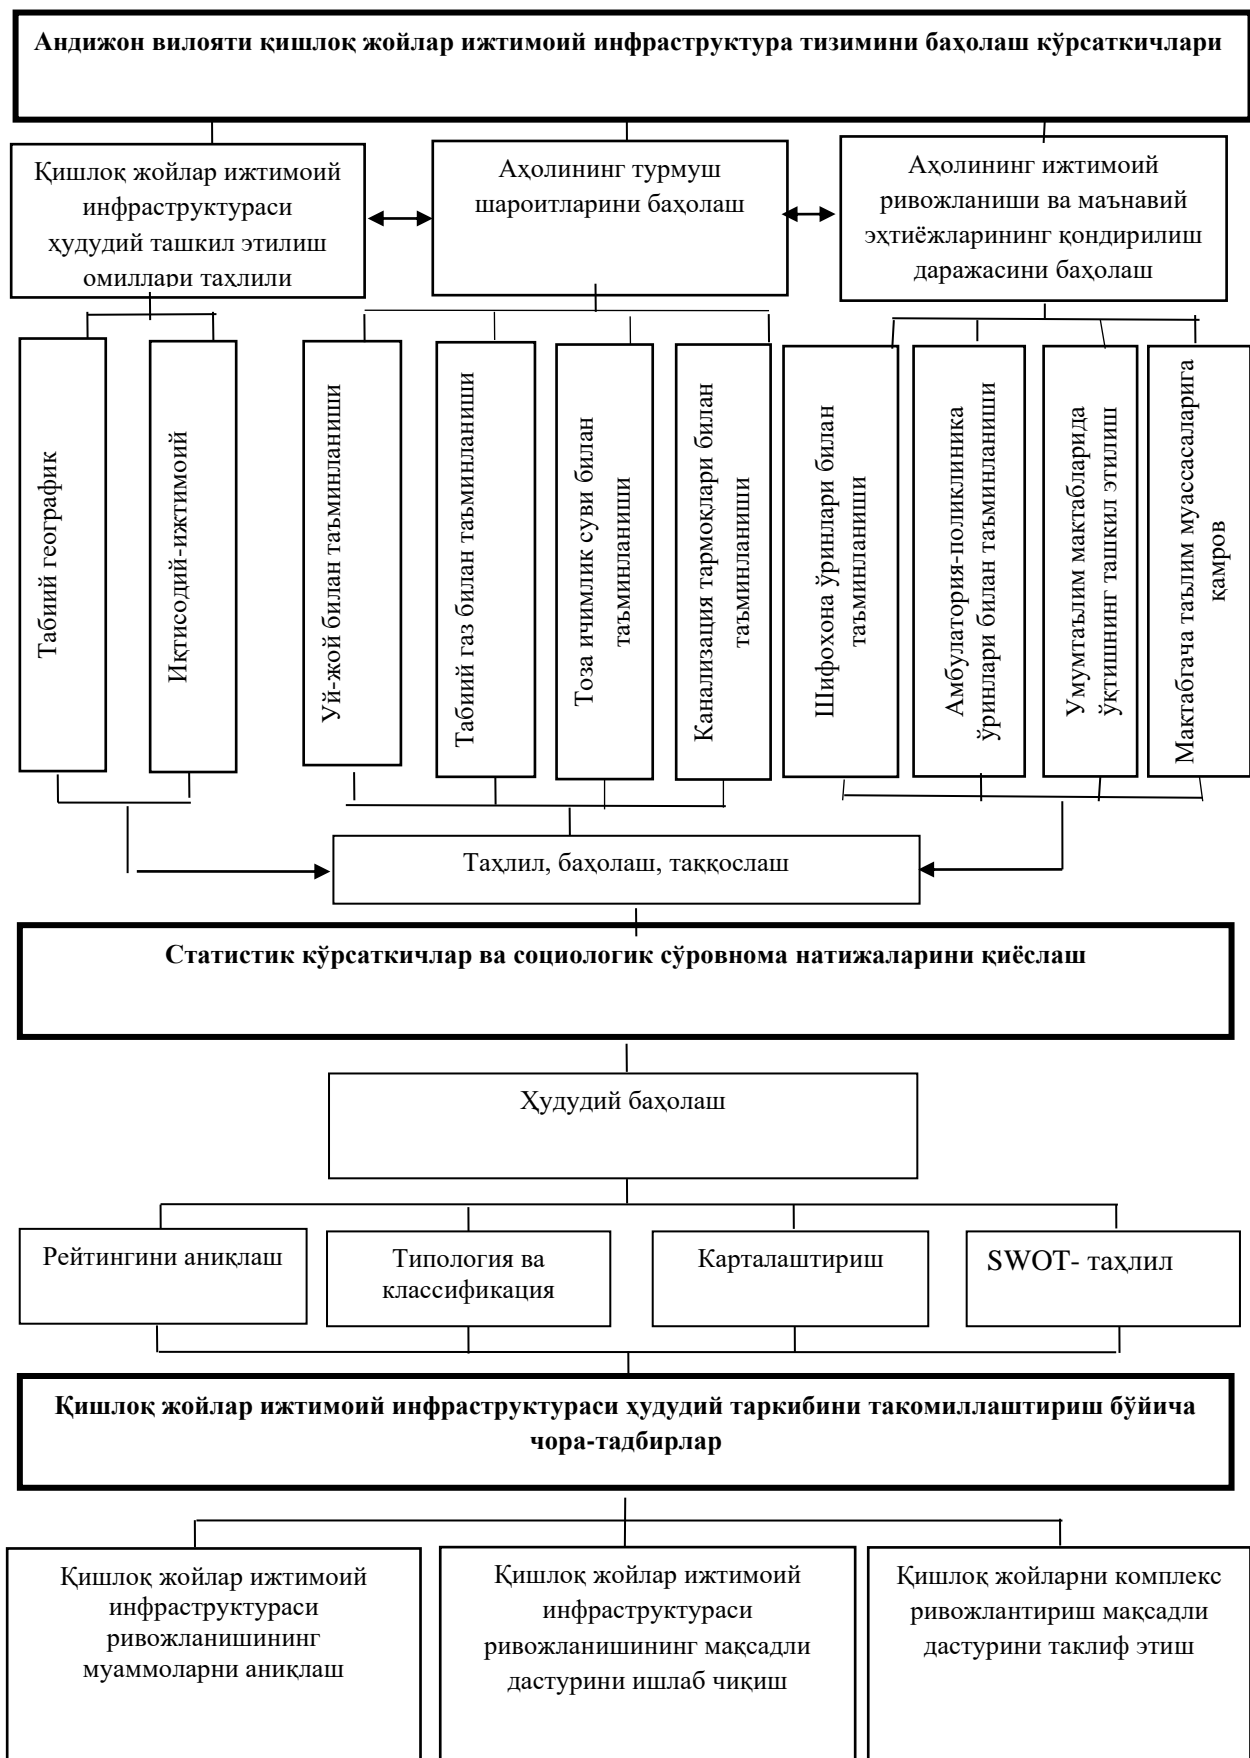 Андижон вилояти қишлоқ жойлар ижтимоий инфраструктура тизимини баҳолаш кўрсаткичлари
Қишлоқ жойлар ижтимоий
инфраструктураси
ҳудудий ташкил этилиш
омиллари таҳлили
Аҳолининг турмуш
шароитларини баҳолаш
Аҳолининг ижтимоий
ривожланиши ва маънавий
эҳтиёжларининг қондирилиш
даражасини баҳолаш
Табиий географик
Иқтисодий-ижтимоий
Уй-жой билан таъминланиши
Табиий газ билан таъминланиши
Тоза ичимлик суви билан
таъминланиши
Канализация тармоқлари билан
таъминланиши
Шифохона ўринлари билан
таъминланиши
Амбулатория-поликлиника
ўринлари билан таъминланиши
Умумтаълим мактабларида
ўқтишнинг ташкил этилиш
Мактабгача таълим муассасаларига
қамров
Таҳлил, баҳолаш, таққослаш
Статистик кўрсаткичлар ва социологик сўровнома натижаларини қиёслаш
Ҳудудий баҳолаш
Рейтингини аниқлаш
Типология ва
классификация
Карталаштириш
SWOT- таҳлил
Қишлоқ жойлар ижтимоий инфраструктураси ҳудудий таркибини такомиллаштириш бўйича
чора-тадбирлар
Қишлоқ жойлар ижтимоий
инфраструктураси
ривожланишининг
муаммоларни аниқлаш
Қишлоқ жойлар ижтимоий
инфраструктураси
ривожланишининг мақсадли
дастурини ишлаб чиқиш
Қишлоқ жойларни комплекс
ривожлантириш мақсадли
дастурини таклиф этиш